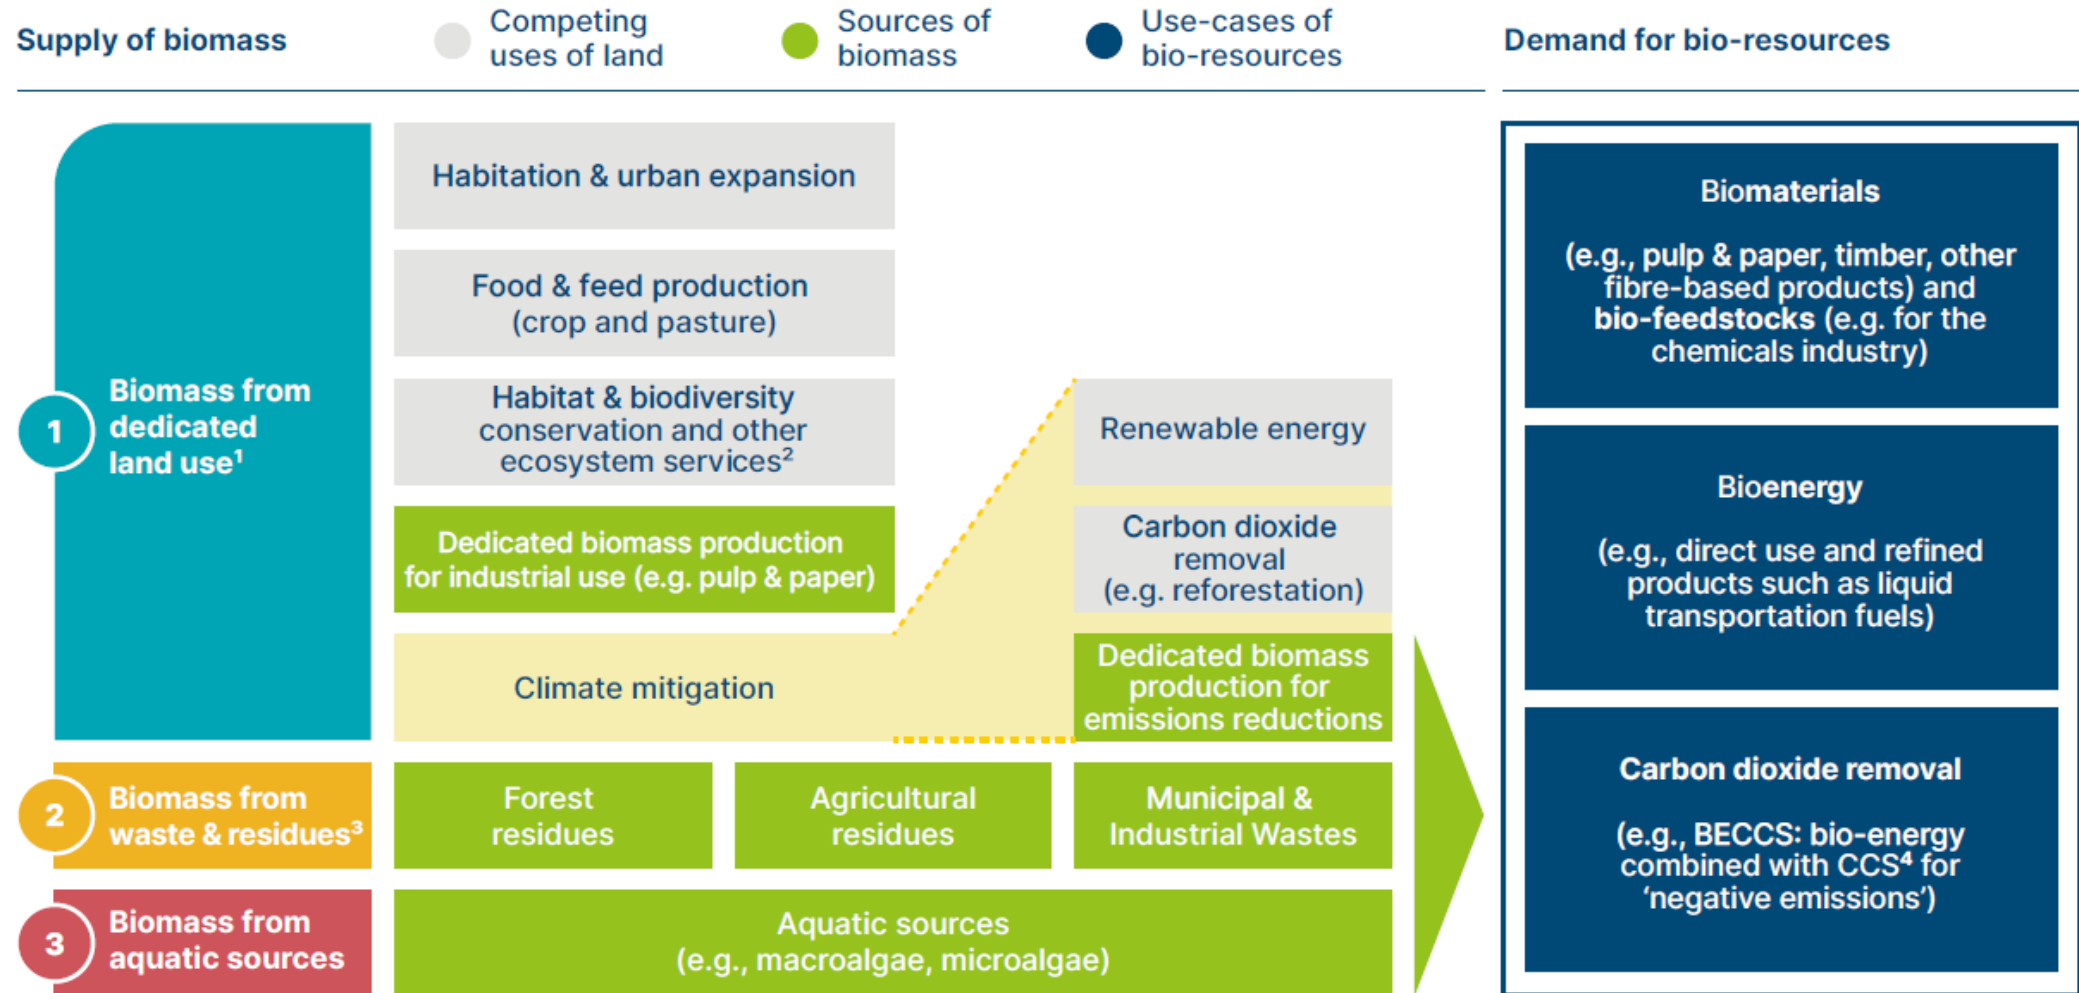 Supply of biomass
Competing
uses of land
Sources of
biomass
Use-cases of
bio-resources
Demand for bio-resources
1
Biomass from
dedicated
land use¹
Habitation & urban expansion
Food & feed production
(crop and pasture)
Habitat & biodiversity
conservation and other
ecosystem services²
Dedicated biomass production
for industrial use (e.g. pulp & paper)
Climate mitigation
Renewable energy
Carbon dioxide
removal
(e.g. reforestation)
Dedicated biomass
production for
emissions reductions
2
Biomass from
waste & residues³
Forest
residues
Agricultural
residues
Municipal &
Industrial Wastes
3
Biomass from
aquatic sources
Aquatic sources
(e.g., macroalgae, microalgae)
Biomaterials
(e.g., pulp & paper, timber, other
fibre-based products) and
bio-feedstocks (e.g. for the
chemicals industry)
Bioenergy
(e.g., direct use and refined
products such as liquid
transportation fuels)
Carbon dioxide removal
(e.g., BECCS: bio-energy
combined with CCS⁴ for
‘negative emissions’)